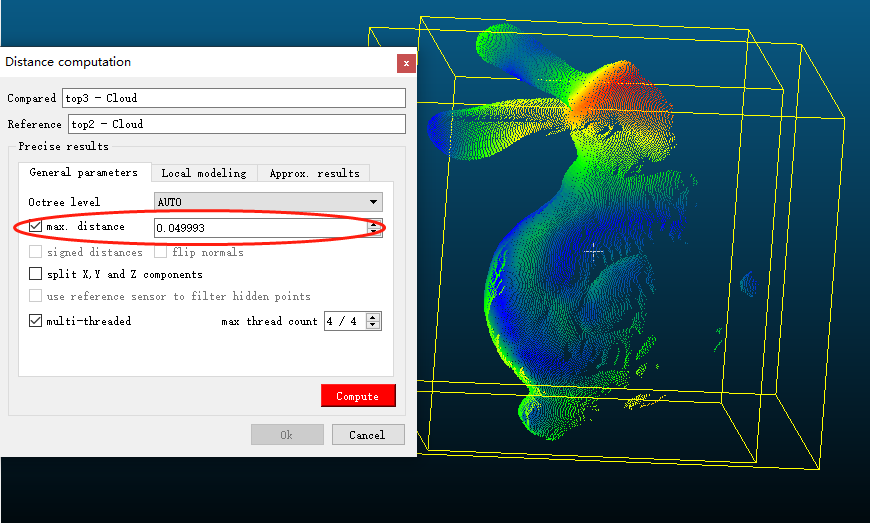 Distance computation
x
Compared top3 - Cloud
Reference top2 - Cloud
Precise results
General parameters Local modeling Approx. results
Octree level AUTO
max. distance 0.049993
signed distances flip normals
split X,Y and Z components
use reference sensor to filter hidden points
multi-threaded max thread count 4 / 4
Compute
Ok Cancel